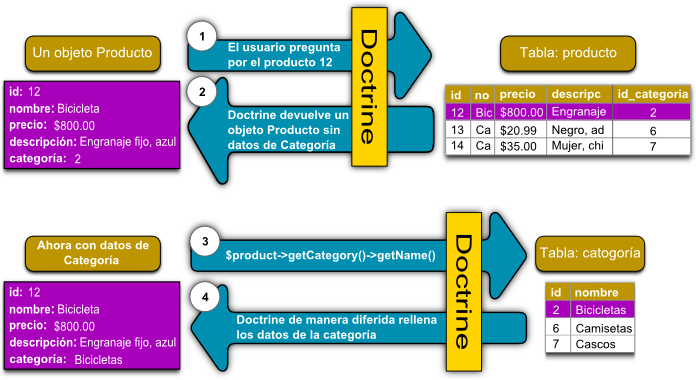 Un objeto Producto
1
El usuario pregunta
por el producto 12
Doctrine
Tabla: producto
id: 12
nombre: Bicicleta
precio: $800.00
descripción: Engranaje fijo, azul
categoría: 2
2
Doctrine devuelve un
objeto Producto sin
datos de Categoría
id no precio descripc id_categoria
12 Bic $800.00 Engranaje 2
13 Ca $20.99 Negro, ad 6
14 Ca $35.00 Mujer, chi 7
Ahora con datos de
Categoría
3
$product->getCategory()->getName()
Doctrine
Tabla: catogoría
id: 12
nombre: Bicicleta
precio: $800.00
descripción: Engranaje fijo, azul
categoría: Bicicletas
4
Doctrine de manera diferida rellena
los datos de la categoría
id nombre
2 Bicicletas
6 Camisetas
7 Cascos